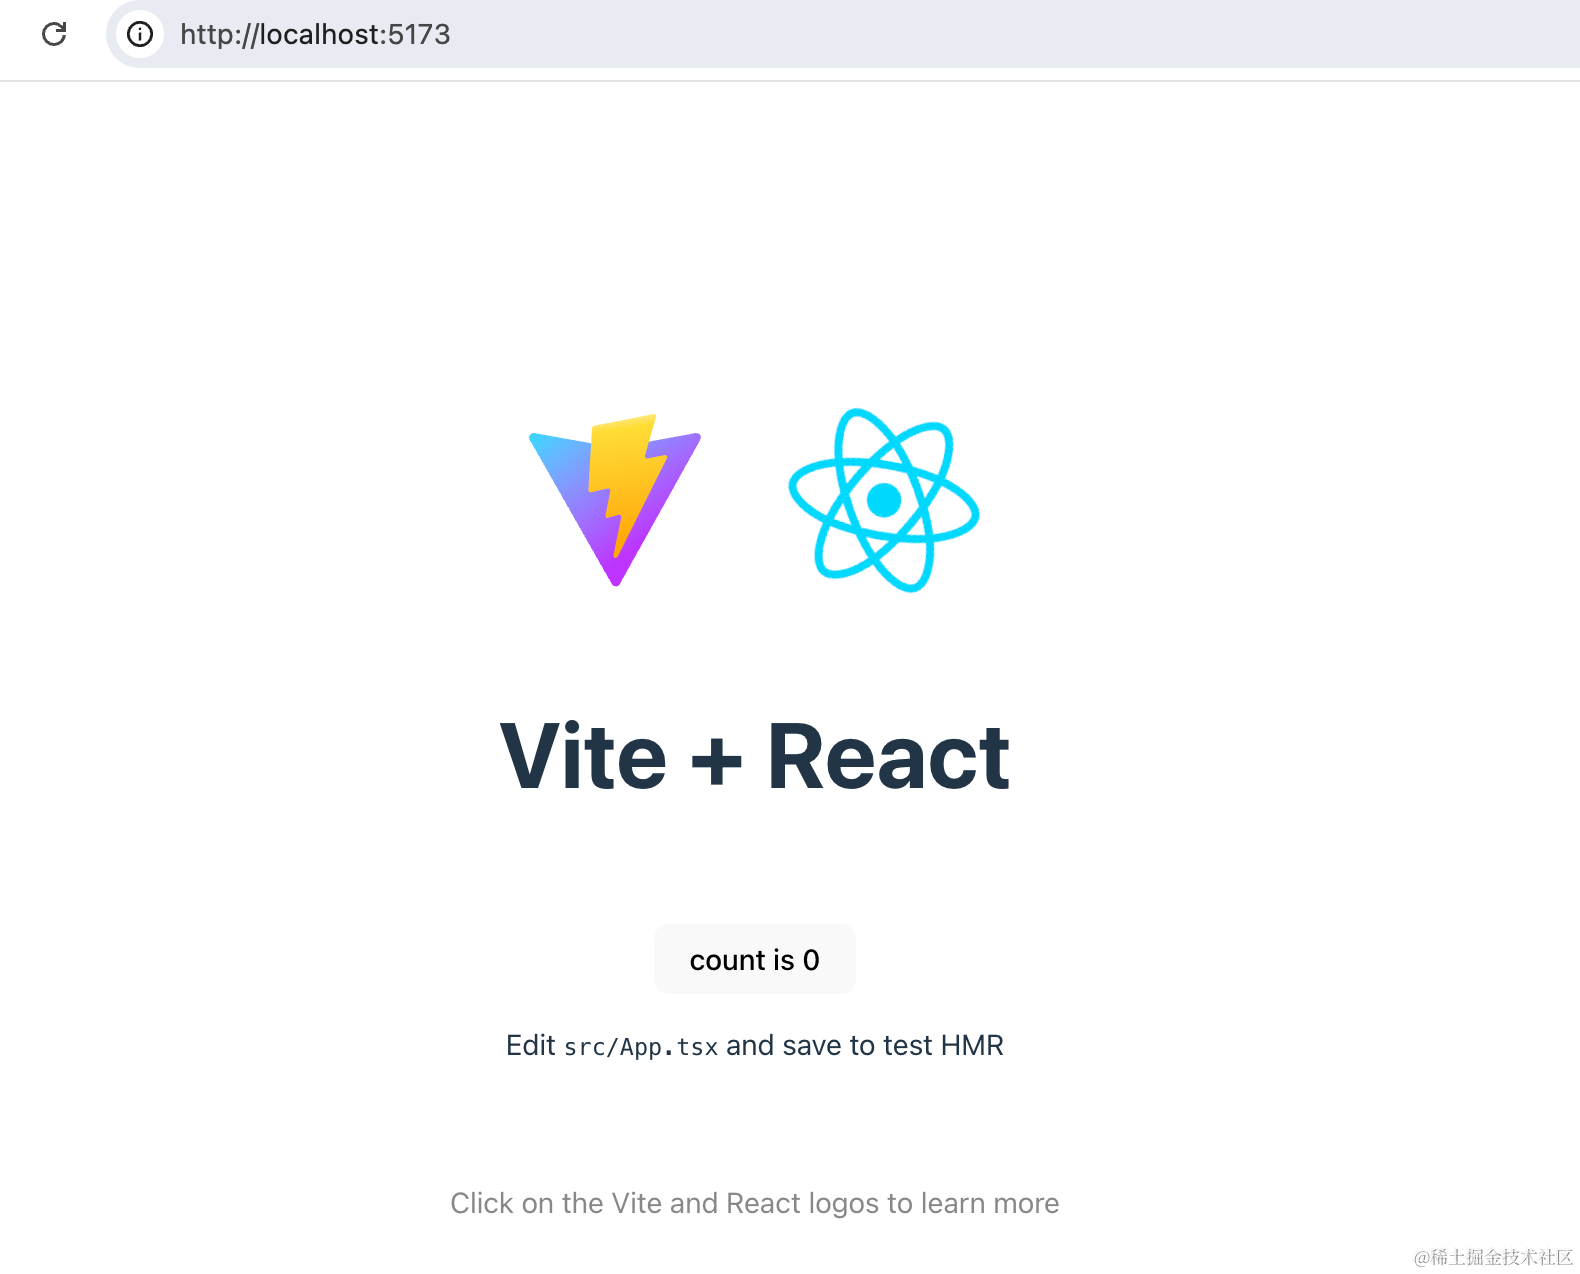 http://localhost:5173
Vite + React
count is 0
Edit src/App.tsx and save to test HMR
Click on the Vite and React logos to learn more
@稀土掘金技术社区